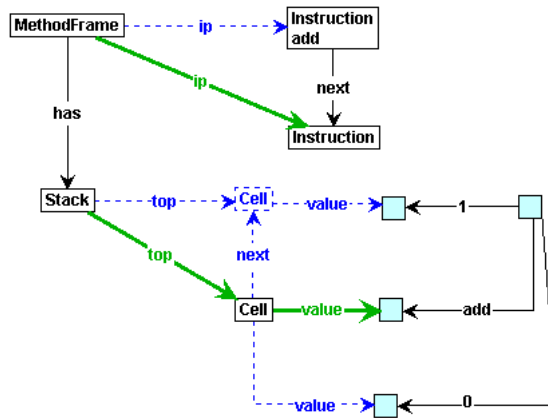 MethodFrame
ip
Instruction
add
ip
next
has
Instruction
Stack
top
Cell
value
1
top
next
Cell
value
add
value
0